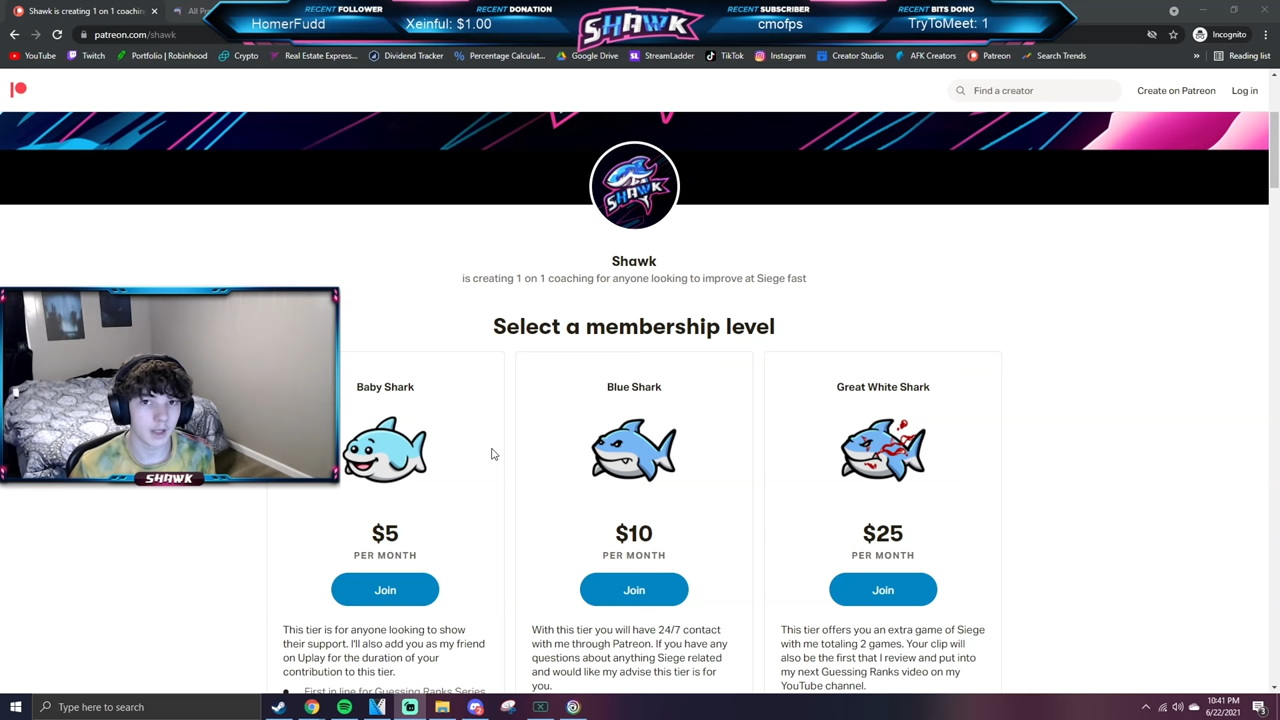 Shawk is creating 1 on 1 coachin
All Po
RECENT FOLLOWER
HomerFudd
RECENT DONATION
Xeinful: $1.00
SHAWK
RECENT SUBSCRIBER
cmofps
RECENT BITS DONO
TryToMeet: 1
patreon.com/shawk
Incognito
YouTube
Twitch
Portfolio | Robinhood
Crypto
Real Estate Express...
Dividend Tracker
Percentage Calculat...
Google Drive
StreamLadder
TikTok
Instagram
Creator Studio
AFK Creators
Patreon
Search Trends
»
Reading list
Find a creator
Create on Patreon
Log in
SHAWK
Shawk
is creating 1 on 1 coaching for anyone looking to improve at Siege fast
Select a membership level
Baby Shark
$5
PER MONTH
Join
This tier is for anyone looking to show
their support. I'll also add you as my friend
on Uplay for the duration of your
contribution to this tier.
First in line for Guessing Ranks Series
Blue Shark
$10
PER MONTH
Join
With this tier you will have 24/7 contact
with me through Patreon. If you have any
questions about anything Siege related
and would like my advise this tier is for
you.
Great White Shark
$25
PER MONTH
Join
This tier offers you an extra game of Siege
with me totaling 2 games. Your clip will
also be the first that I review and put into
my next Guessing Ranks video on my
YouTube channel.
SHAWK
Type here to search
10:41 PM
6/22/2021